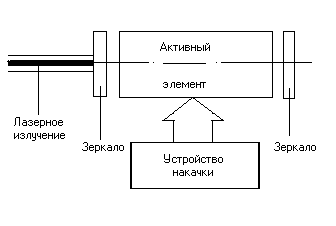 Активный
элемент
Лазерное
излучение
Зеркало
Зеркало
Устройство
накачки